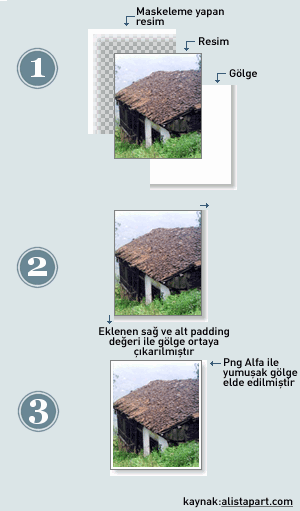 Maskeleme yapan
resim
Resim
1
Gölge
2
Eklenen sağ ve alt padding
değeri ile gölge ortaya
çıkarılmıştır
Png Alfa ile
yumuşak gölge
elde edilmiştir
3
kaynak:alistapart.com